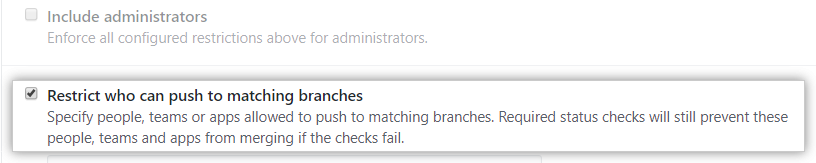 Include administrators
Enforce all configured restrictions above for administrators.
Restrict who can push to matching branches
Specify people, teams or apps allowed to push to matching branches. Required status checks will still prevent these
people, teams and apps from merging if the checks fail.